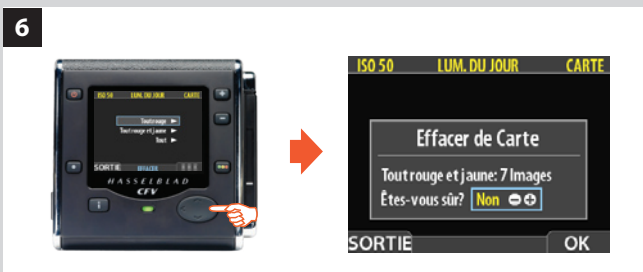 6
ISO 50 LUM. DU JOUR CARTE
Tout rouge
Tout rouge et jaune
Tout
SORTIE EFFACER
HASSELBLAD
CFV
i
ISO 50 LUM. DU JOUR CARTE
Effacer de Carte
Tout rouge et jaune: 7 Images
Êtes-vous sûr? Non
SORTIE OK